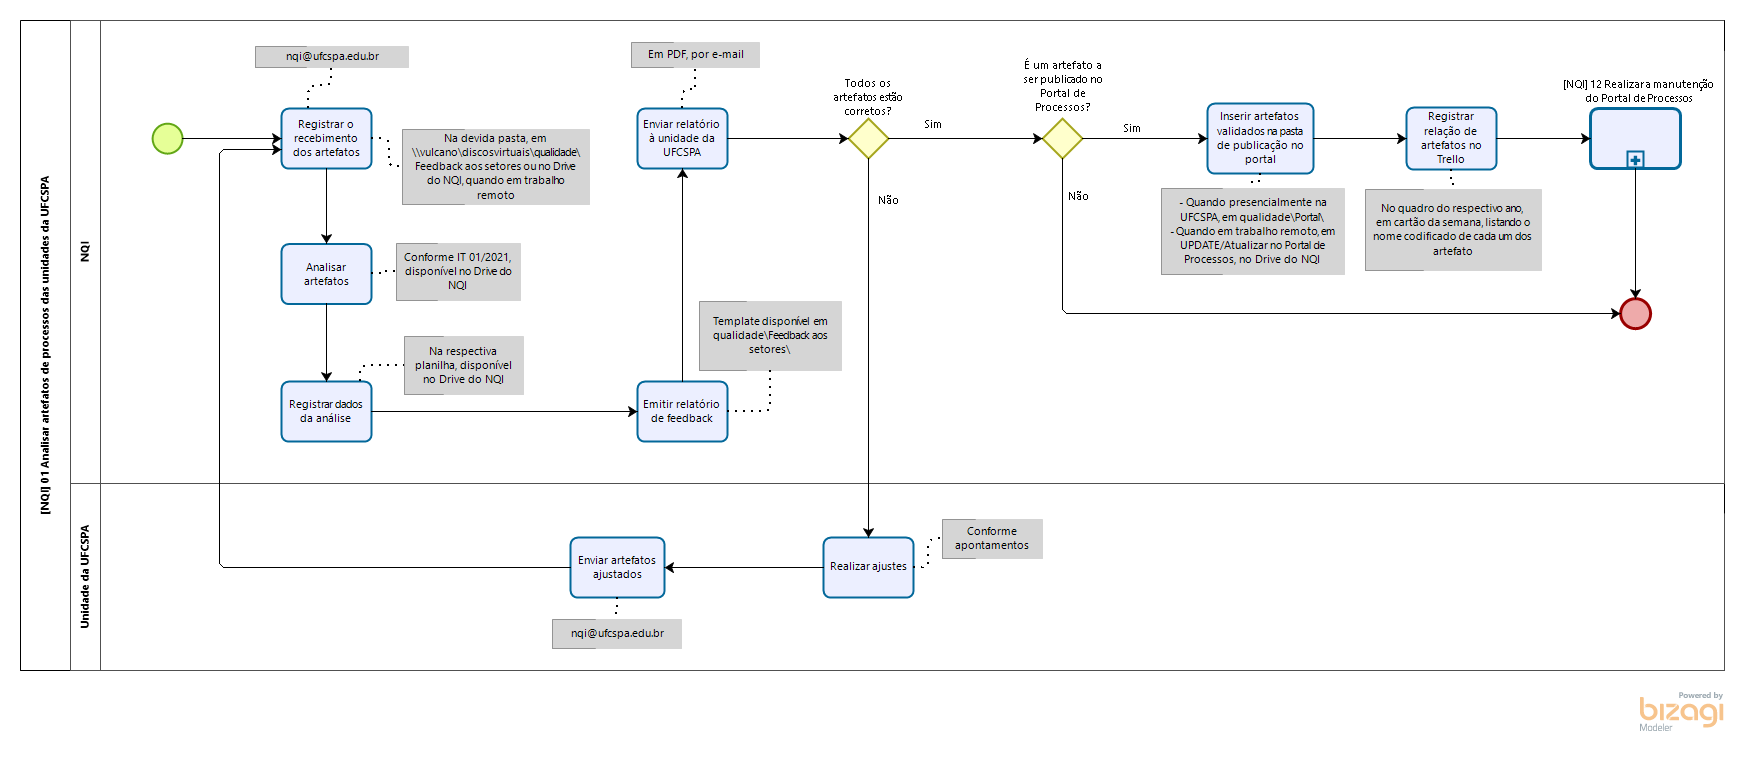 [NQI] 01 Analisar artefatos de processos das unidades da UFCSPA
NQI
nqi@ufcspa.edu.br
Registrar o
recebimento
dos artefatos
Na devida pasta, em
\\vulcano\discosvirtuais\qualidade\
Feedback aos setores ou no Drive
do NQI, quando em trabalho
remoto
Analisar
artefatos
Conforme IT 01/2021,
disponível no Drive do
NQI
Na respectiva
planilha, disponível
no Drive do NQI
Registrar dados
da análise
Em PDF, por e-mail
Enviar relatório
à unidade da
UFCSPA
Template disponível em
qualidade\Feedback aos
setores\
Emitir relatório
de feedback
Todos os
artefatos estão
corretos?
Sim
Não
É um artefato a
ser publicado no
Portal de
Processos?
Sim
Não
Inserir artefatos
validados na pasta
de publicação no
portal
- Quando presencialmente na
UFCSPA, em qualidade\Portal\
- Quando em trabalho remoto, em
UPDATE/Atualizar no Portal de
Processos, no Drive do NQI
Registrar
relação de
artefatos no
Trello
No quadro do respectivo ano,
em cartão da semana, listando o
nome codificado de cada um dos
artefato
[NQI] 12 Realizar a manutenção
do Portal de Processos
Unidade da UFCSPA
Enviar artefatos
ajustados
nqi@ufcspa.edu.br
Realizar ajustes
Conforme
apontamentos
Powered by
bizagi
Modeler